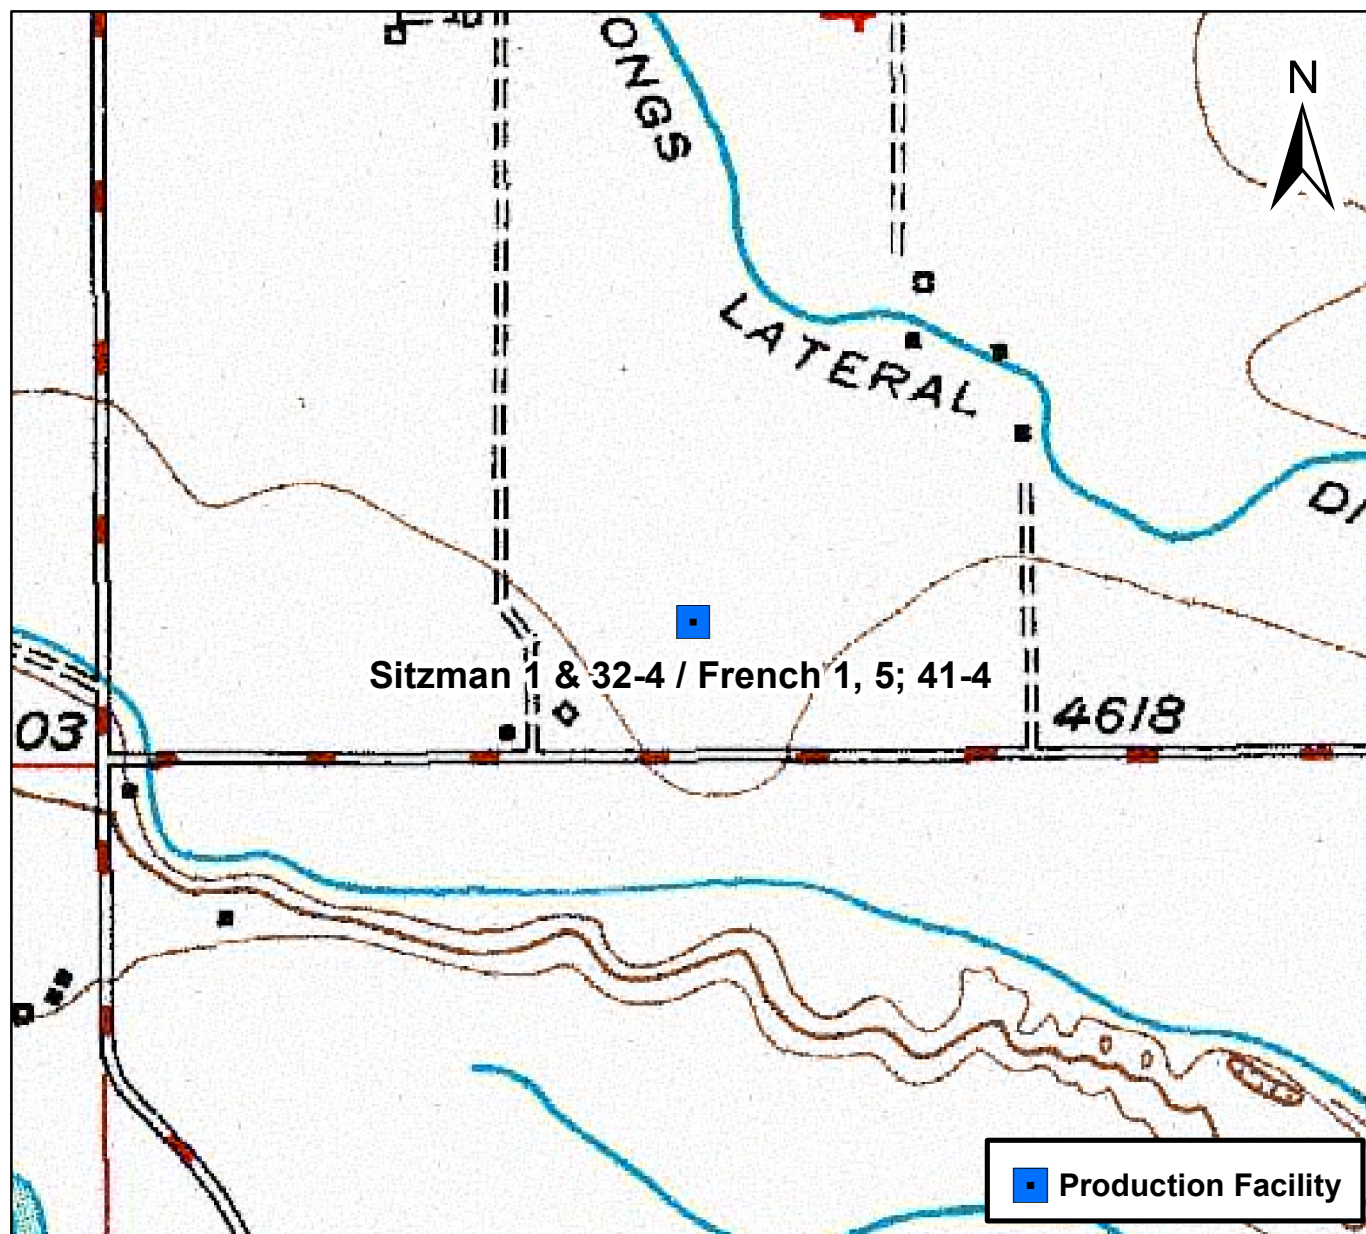 ONGS
N
LATERAL
DI
Sitzman 1 & 32-4 / French 1, 5; 41-4
03
4618
Production Facility